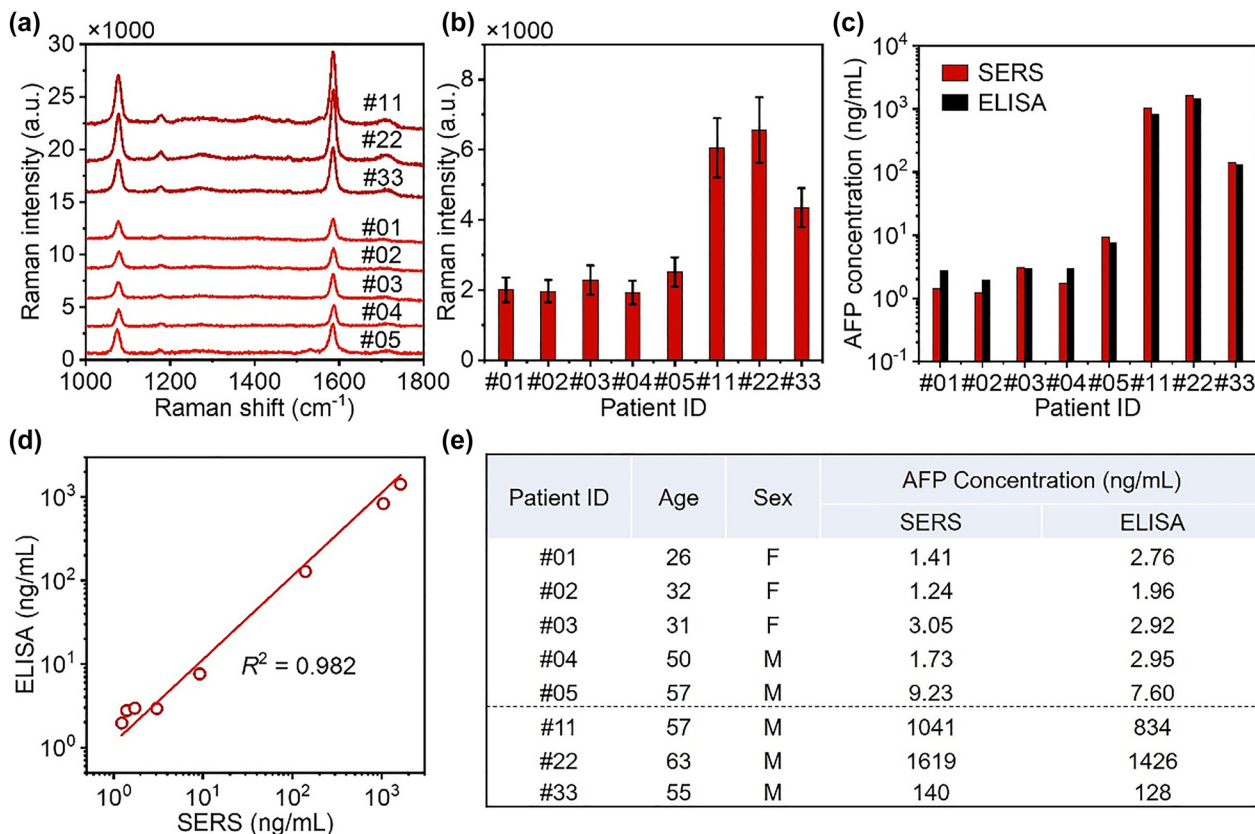 (a)
×1000
30
25
20
15
10
5
0
Raman intensity (a.u.)
#11
#22
#33
#01
#02
#03
#04
#05
1000 1200 1400 1600 1800
Raman shift (cm⁻¹)
(b)
×1000
8
6
4
2
0
Raman intensity (a.u.)
#01 #02 #03 #04 #05 #11 #22 #33
Patient ID
(c)
10⁴
10³
10²
10¹
10⁰
10⁻¹
AFP concentration (ng/mL)
SERS
ELISA
#01 #02 #03 #04 #05 #11 #22 #33
Patient ID
(d)
10³
10²
10¹
10⁰
ELISA (ng/mL)
R² = 0.982
10⁰ 10¹ 10² 10³
SERS (ng/mL)
(e)
Patient ID Age Sex AFP Concentration (ng/mL)
SERS ELISA
#01 26 F 1.41 2.76
#02 32 F 1.24 1.96
#03 31 F 3.05 2.92
#04 50 M 1.73 2.95
#05 57 M 9.23 7.60
#11 57 M 1041 834
#22 63 M 1619 1426
#33 55 M 140 128